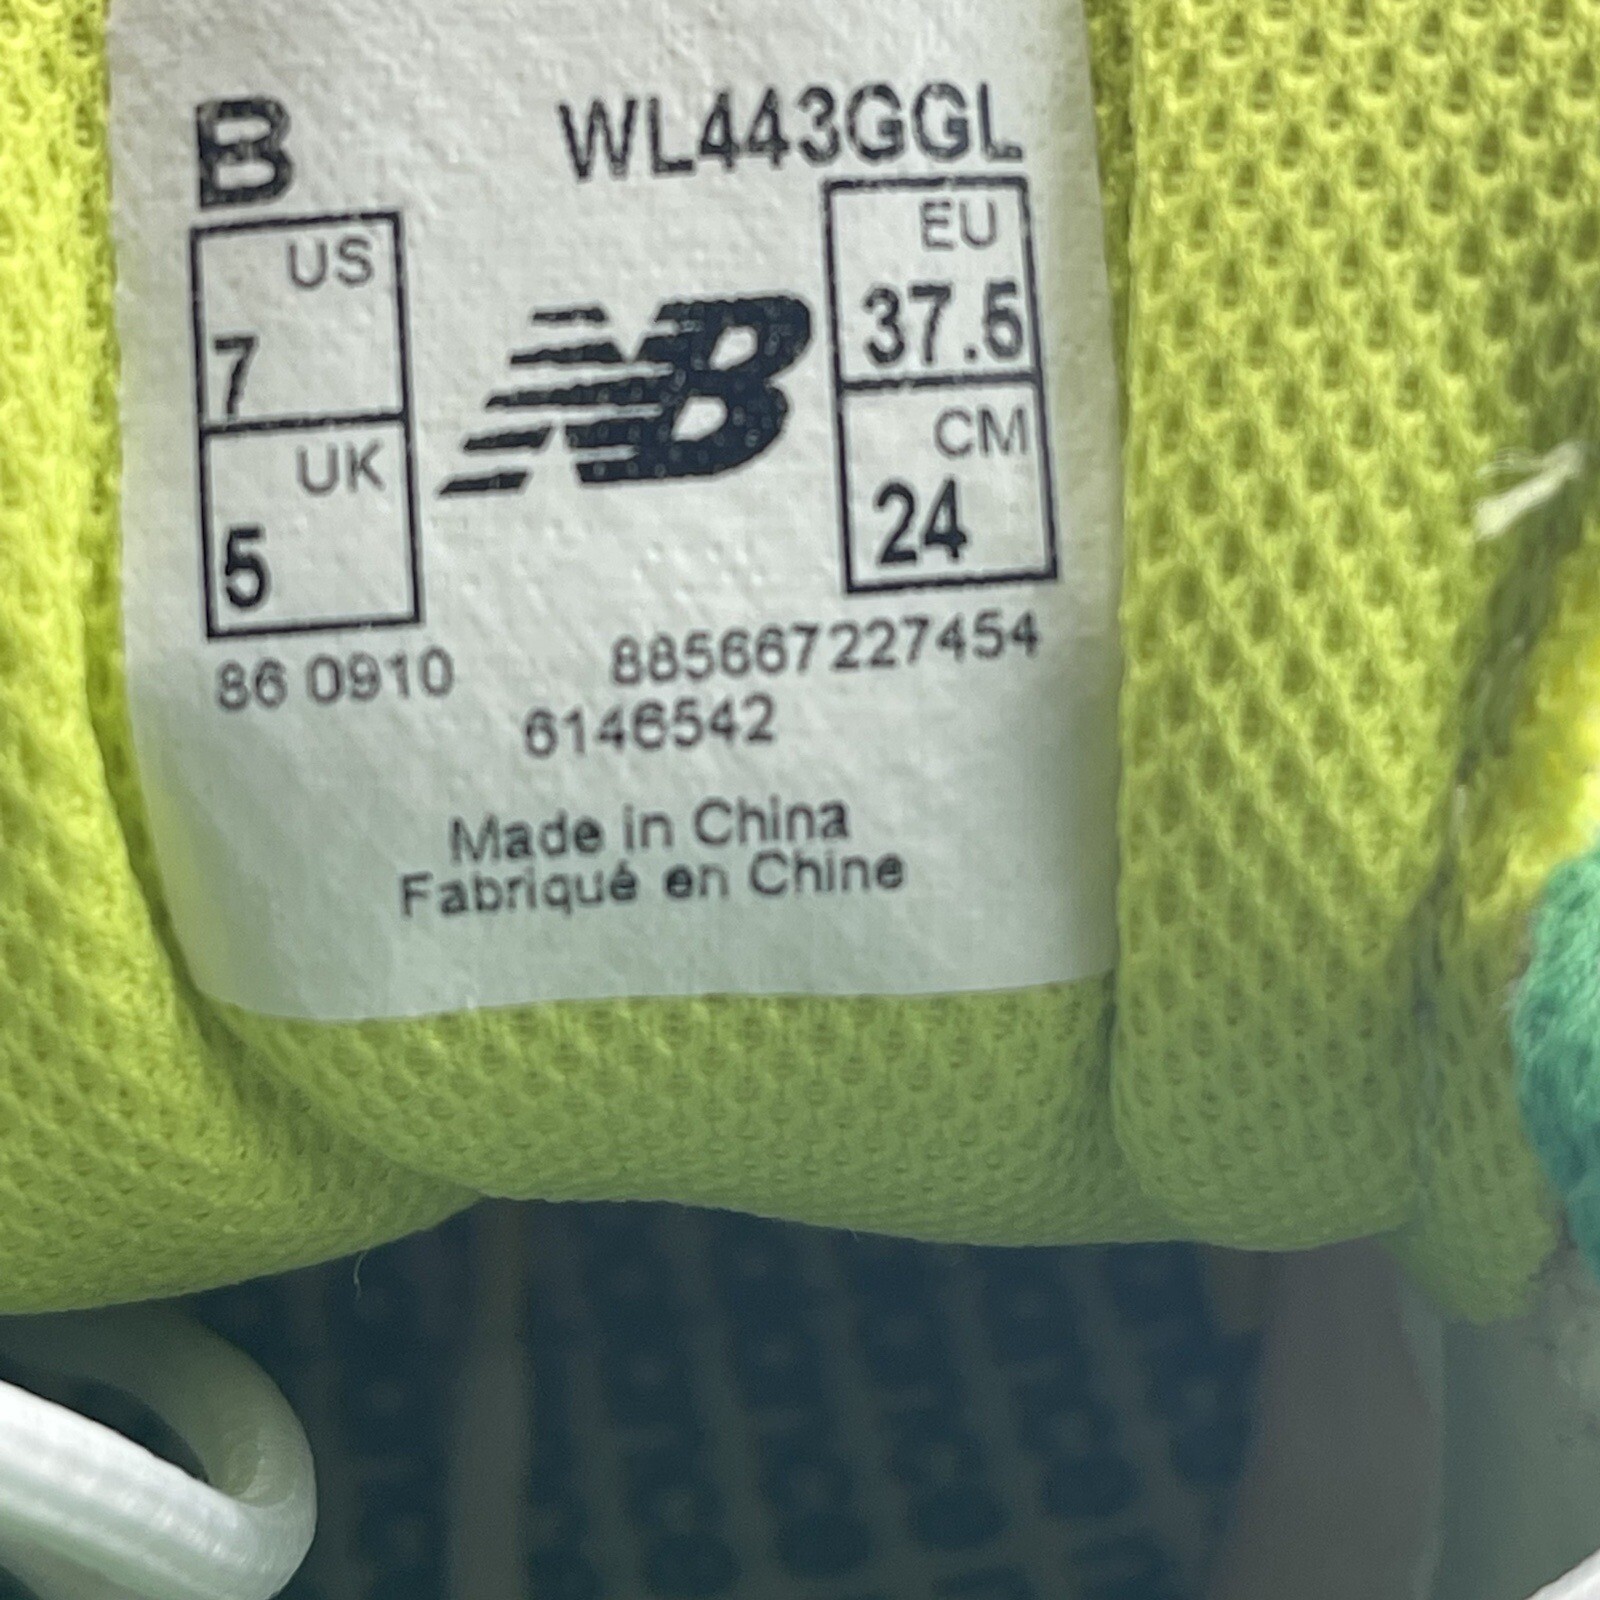 B WL443GGL
US
7
UK
5
NB
EU
37.5
CM
24
86 0910 885667227454
6146542
Made in China
Fabriqué en Chine